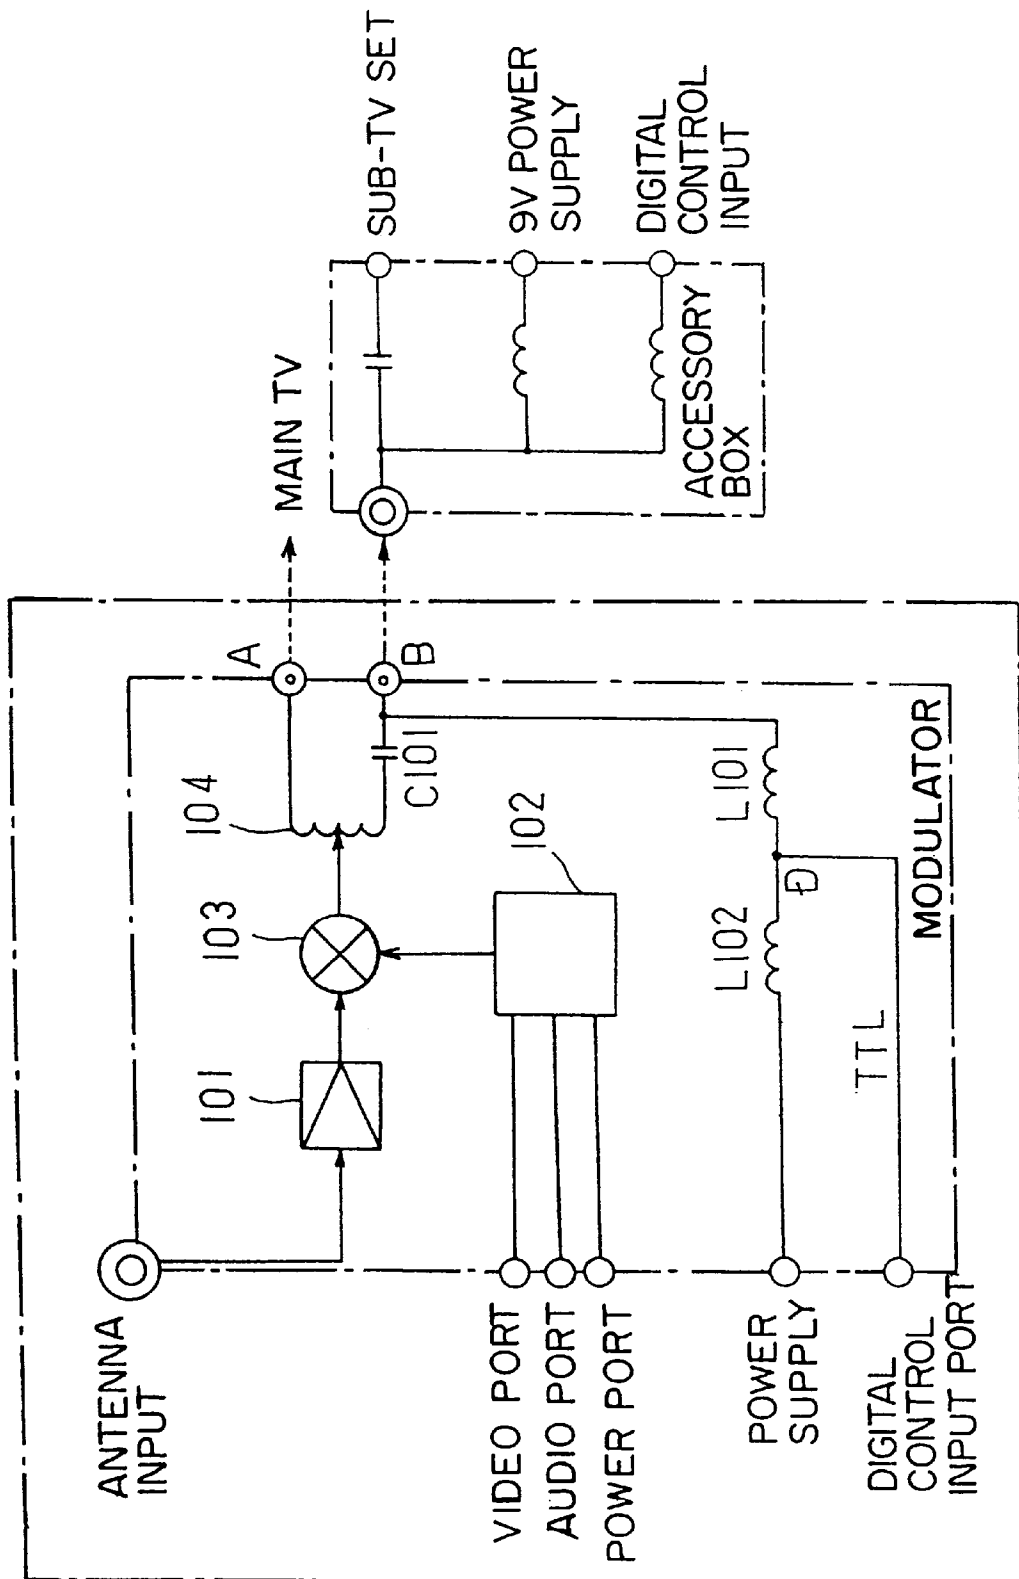 ANTENNA
INPUT
101
103
104
A
MAIN TV
B
C101
SUB-TV SET
9V POWER
SUPPLY
DIGITAL
CONTROL
INPUT
ACCESSORY
BOX
VIDEO PORT
AUDIO PORT
POWER PORT
102
POWER
SUPPLY
L102
L101
D
DIGITAL
CONTROL
INPUT PORT
TTL
MODULATOR